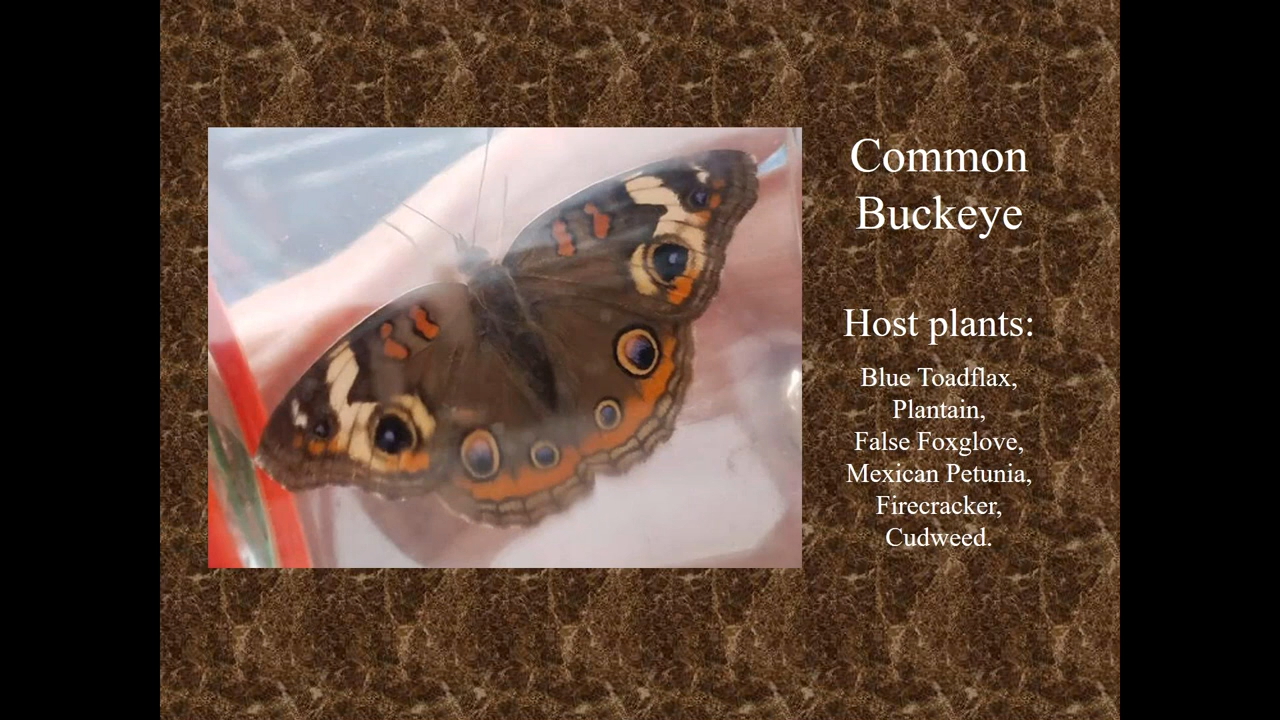 Common
Buckeye
Host plants:
Blue Toadflax,
Plantain,
False Foxglove,
Mexican Petunia,
Firecracker,
Cudweed.